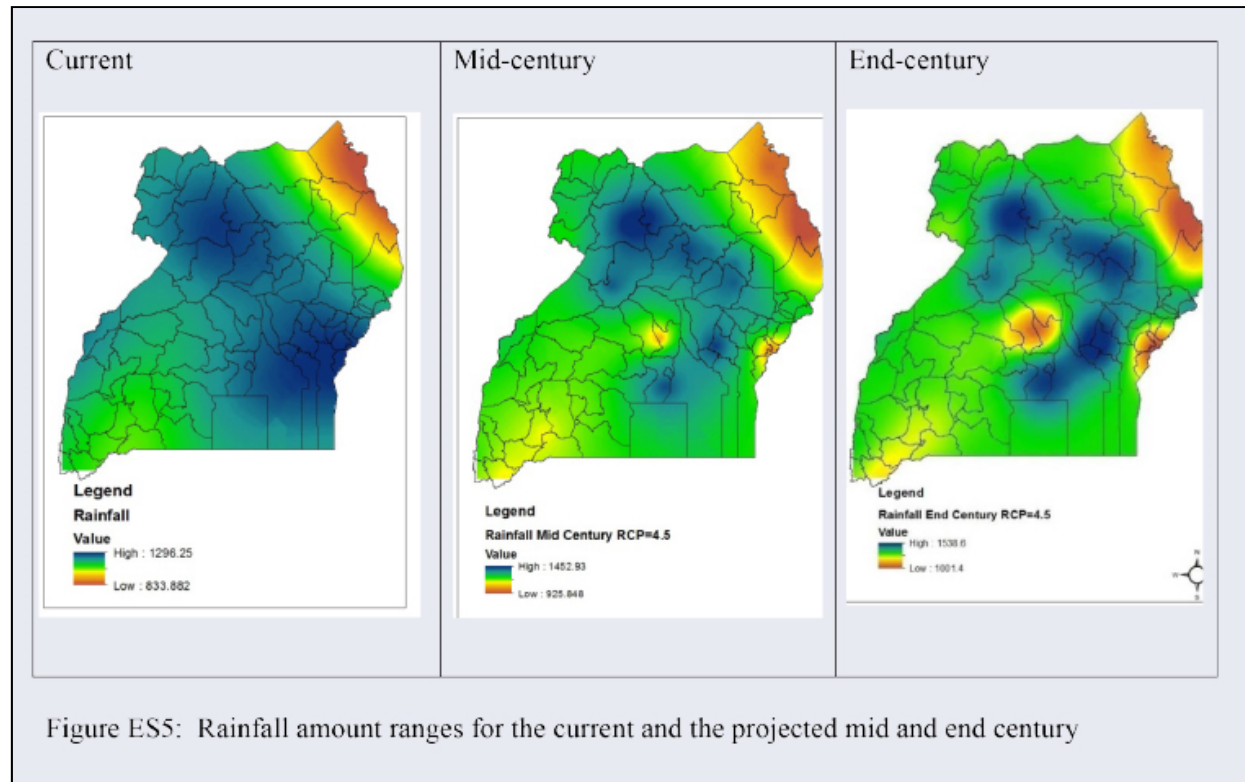 Current
Mid-century
End-century
Legend
Rainfall
Value
High : 1296.25
Low : 833.882
Legend
Rainfall Mid Century RCP=4.5
Value
High : 1452.93
Low : 925.848
Legend
Rainfall End Century RCP=4.5
Value
High : 1538.6
Low : 1001.4
N
W
S
Figure ES5: Rainfall amount ranges for the current and the projected mid and end century